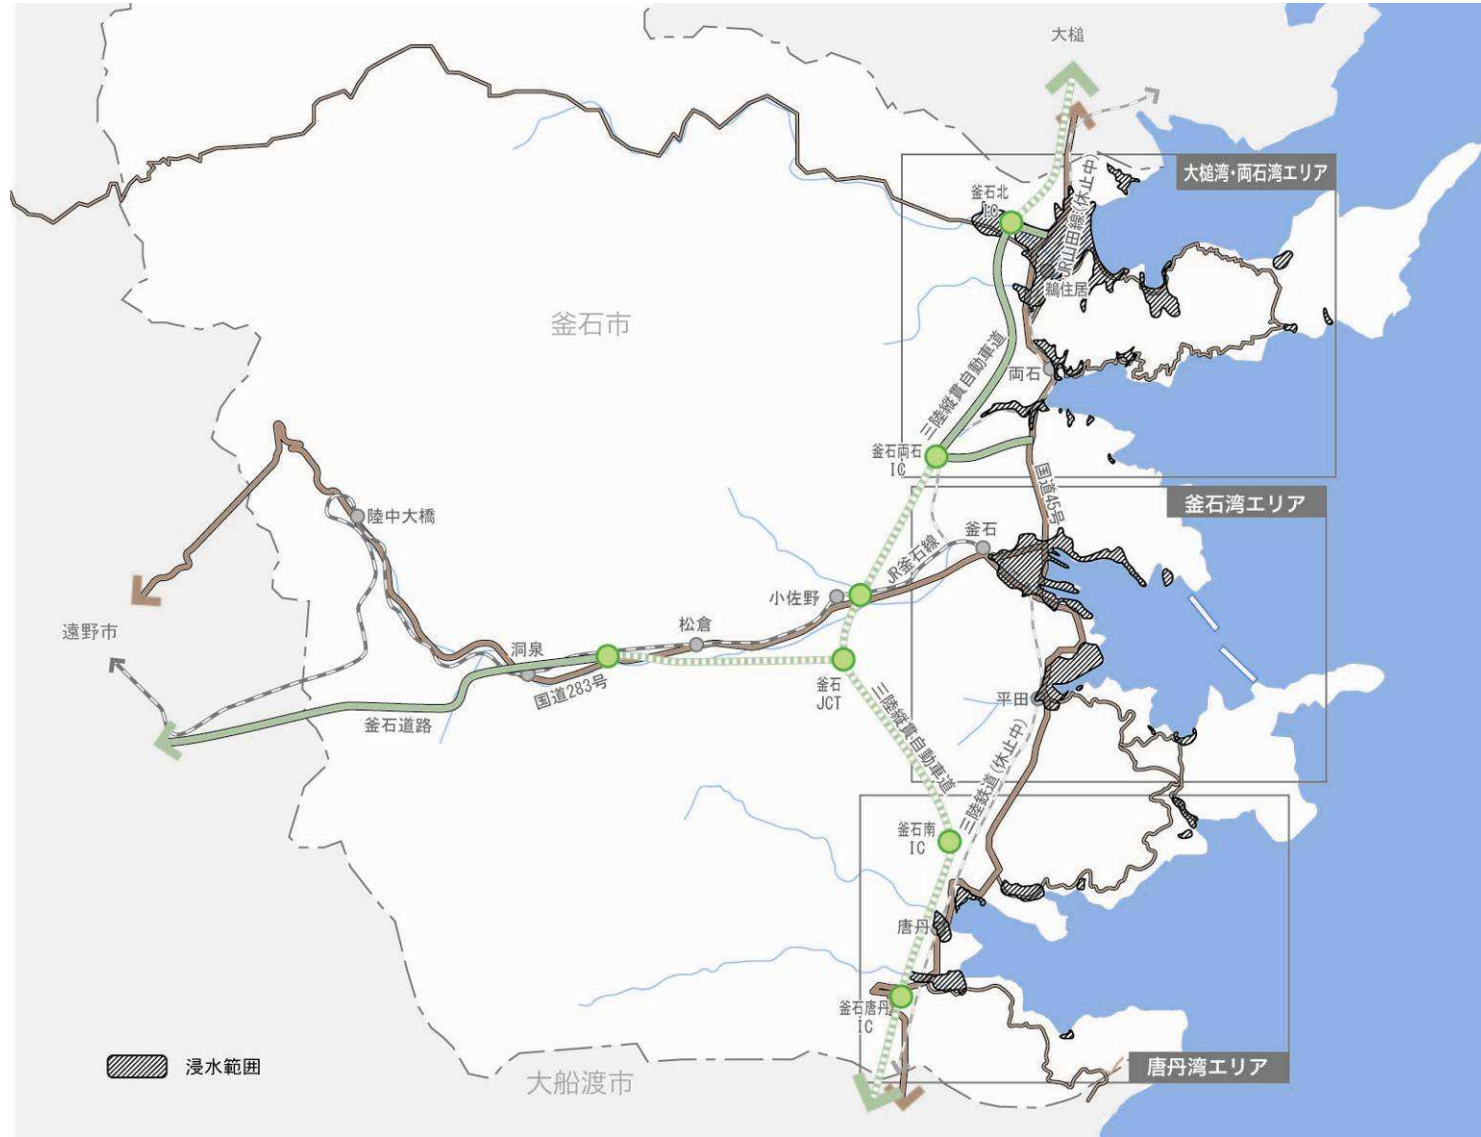 大槌
大槌湾・両石湾エリア
釜石北
IC
JR山田線(休止中)
鵜住居
釜石市
三陸縦貫自動車道
両石
釜石両石
IC
国道45号
釜石湾エリア
陸中大橋
釜石
JR釜石線
小佐野
遠野市
松倉
洞泉
国道283号
釜石
JCT
釜石道路
平田
三陸縦貫自動車道
三陸鉄道(休止中)
釜石南
IC
唐丹
釜石唐丹
IC
唐丹湾エリア
浸水範囲
大船渡市